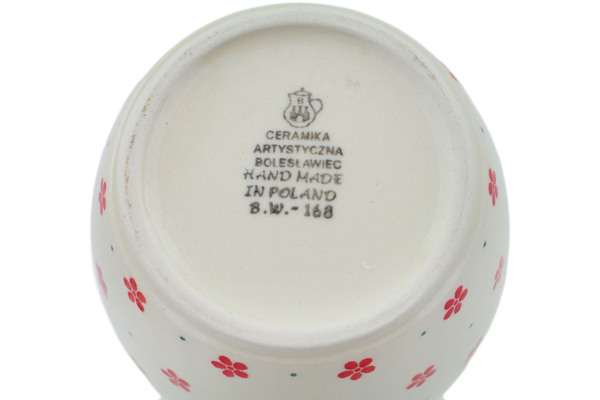 B
CERAMIKA
ARTYSTYCZNA
BOLESŁAWIEC
HAND MADE
IN POLAND
B.W.-168